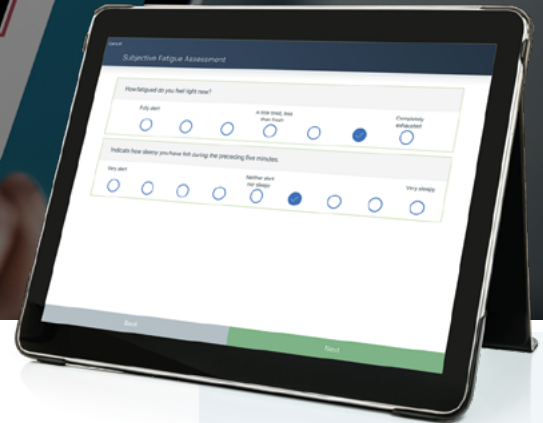 Cancel
Subjective Fatigue Assessment
How fatigued do you feel right now?
Fully alert
A little tired, less
than fresh
Completely
exhausted
Indicate how sleepy you have felt during the preceding five minutes.
Very alert
Neither alert
nor sleepy
Very sleepy
Back
Next